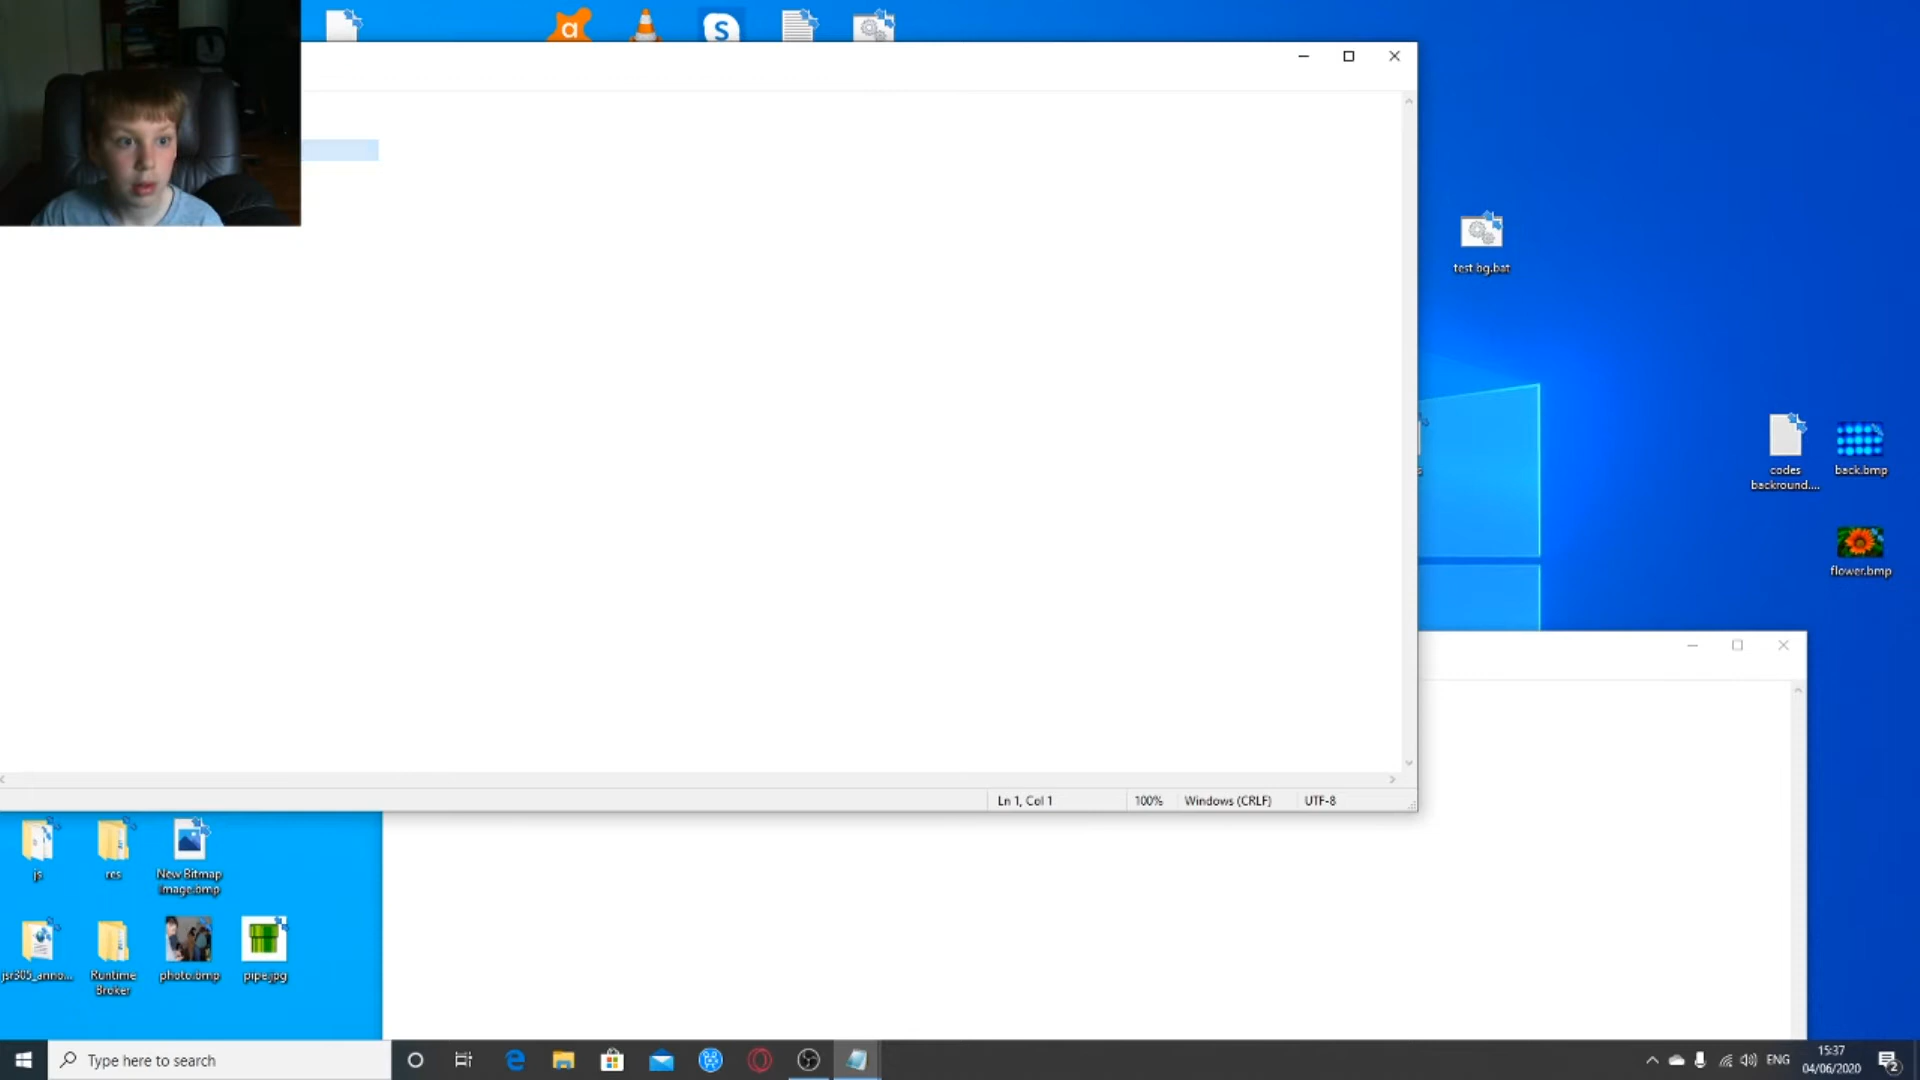 test-bg.bat
codes
backround....
back.bmp
flower.bmp
Ln 1, Col 1
100%
Windows (CRLF)
UTF-8
js
res
New Bitmap
Image.bmp
jsr305_anno...
Runtime
Broker
photo.bmp
pipe.jpg
Type here to search
ENG
15:37
04/06/2020
2